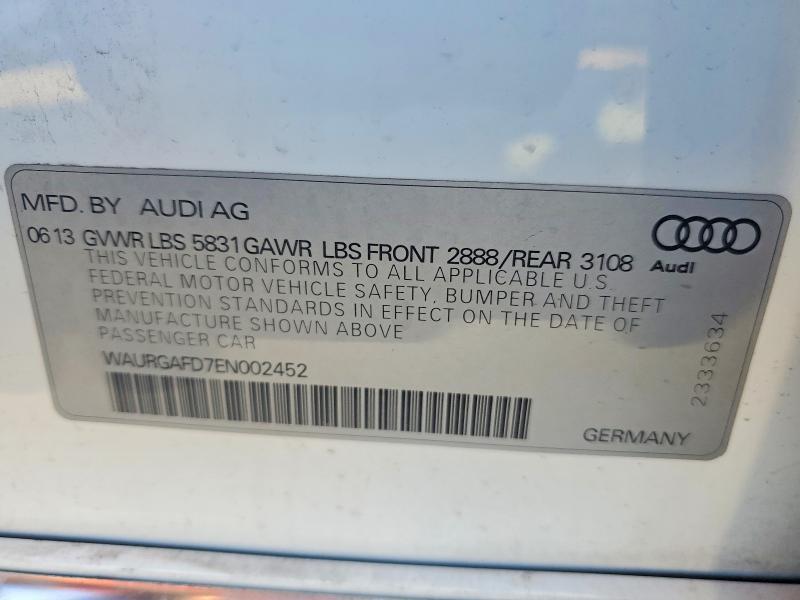 MFD. BY AUDI AG
06 13 GVWR LBS 5831 GAWR LBS FRONT 2888/REAR 3108
Audi
THIS VEHICLE CONFORMS TO ALL APPLICABLE U.S.
FEDERAL MOTOR VEHICLE SAFETY, BUMPER AND THEFT
PREVENTION STANDARDS IN EFFECT ON THE DATE OF
MANUFACTURE SHOWN ABOVE
PASSENGER CAR
WAURGAFD7EN002452
2333634
GERMANY